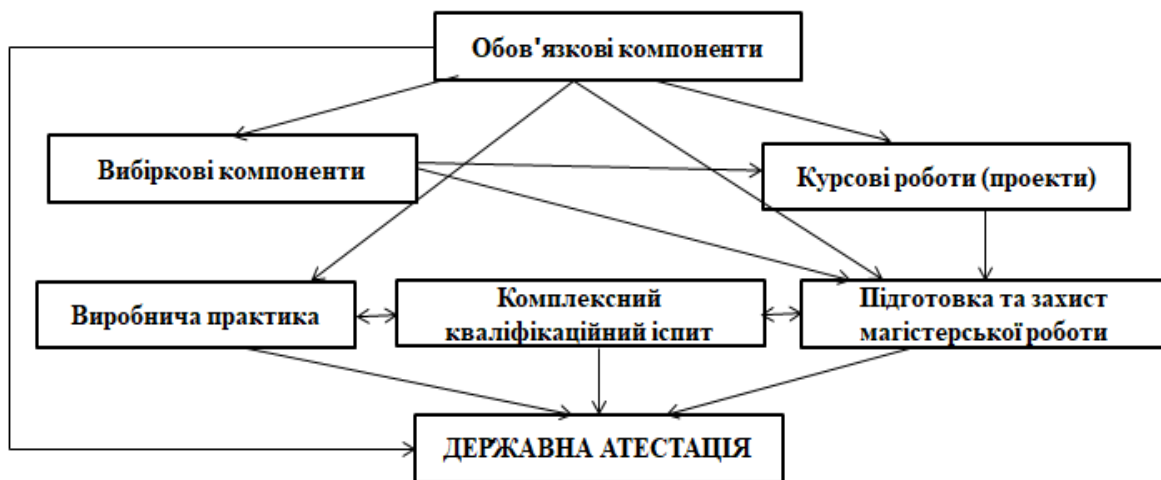 Обов'язкові компоненти
Вибіркові компоненти
Курсові роботи (проекти)
Виробнича практика
Комплексний
кваліфікаційний іспит
Підготовка та захист
магістерської роботи
ДЕРЖАВНА АТЕСТАЦІЯ